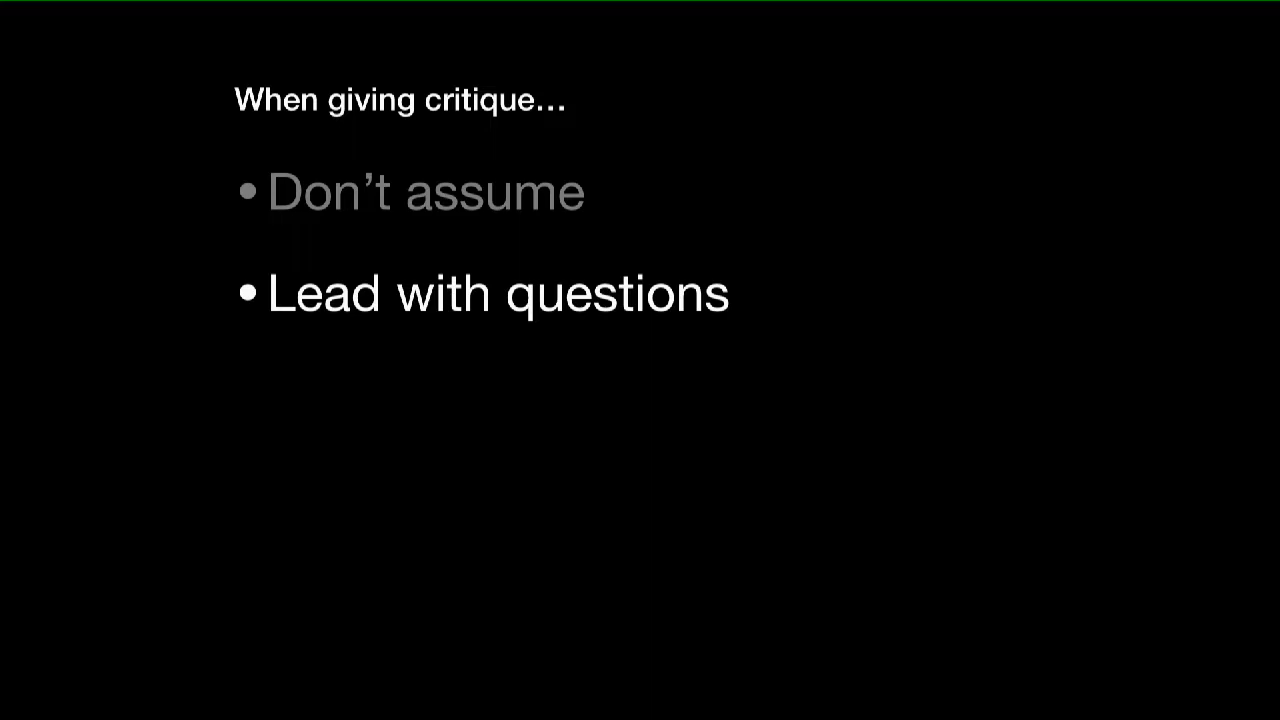 When giving critique…
• Don’t assume
• Lead with questions